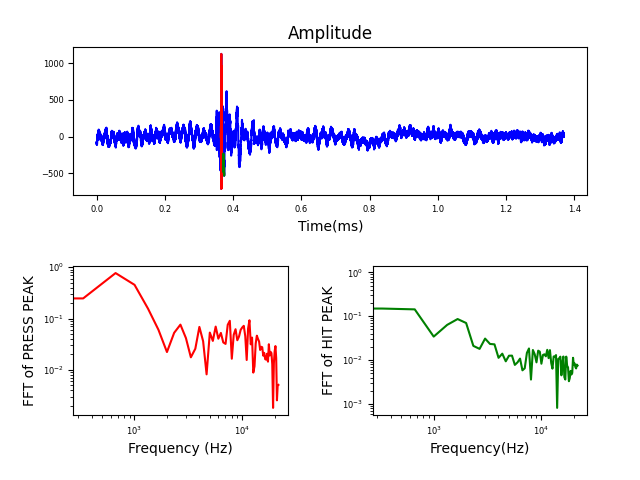 Amplitude
1000
500
0
−500
0.0 0.2 0.4 0.6 0.8 1.0 1.2 1.4
Time(ms)
FFT of PRESS PEAK
10⁰
10⁻¹
10⁻²
10³ 10⁴
Frequency (Hz)
FFT of HIT PEAK
10⁰
10⁻¹
10⁻²
10⁻³
10³ 10⁴
Frequency(Hz)